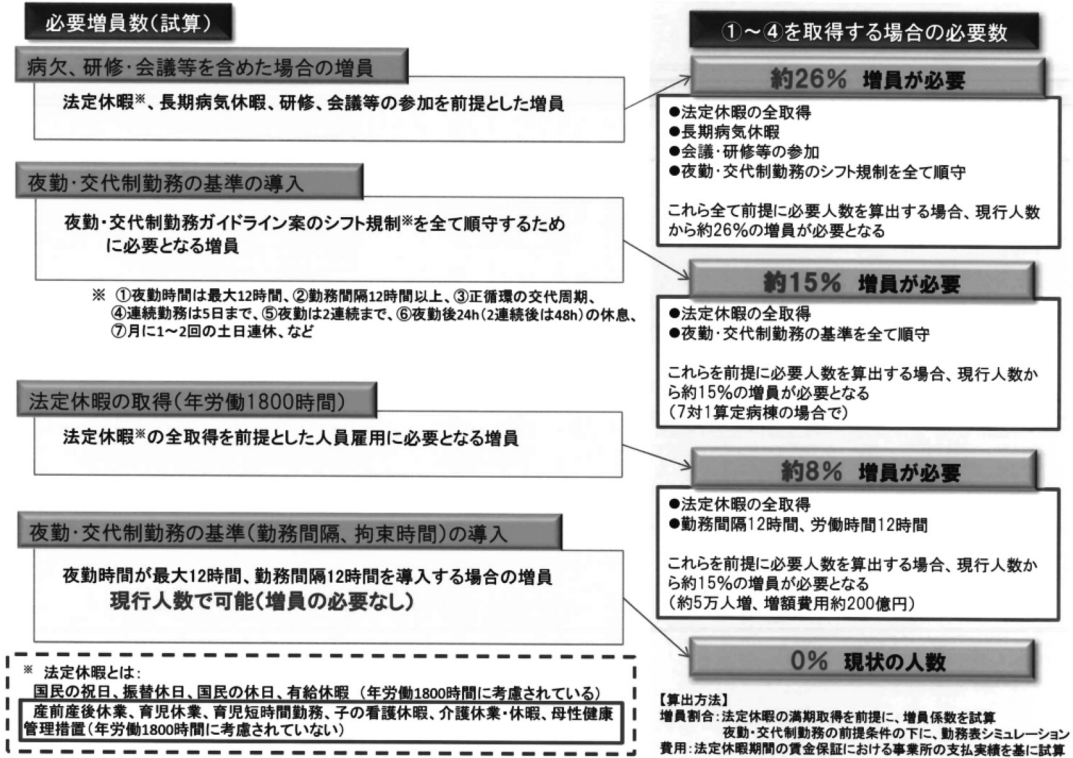 必要増員数(試算)
病欠、研修・会議等を含めた場合の増員
法定休暇※、長期病気休暇、研修、会議等の参加を前提とした増員
夜勤・交代制勤務の基準の導入
夜勤・交代制勤務ガイドライン案のシフト規制※を全て順守するため
に必要となる増員
※ ①夜勤時間は最大12時間、②勤務間隔12時間以上、③正循環の交代周期、
④連続勤務は5日まで、⑤夜勤は2連続まで、⑥夜勤後24h(2連続後は48h)の休息、
⑦月に1～2回の土日連休、など
法定休暇の取得(年労働1800時間)
法定休暇※の全取得を前提とした人員雇用に必要となる増員
夜勤・交代制勤務の基準(勤務間隔、拘束時間)の導入
夜勤時間が最大12時間、勤務間隔12時間を導入する場合の増員
現行人数で可能(増員の必要なし)
※ 法定休暇とは:
国民の祝日、振替休日、国民の休日、有給休暇 (年労働1800時間に考慮されている)
産前産後休業、育児休業、育児短時間勤務、子の看護休暇、介護休業・休暇、母性健康
管理措置(年労働1800時間に考慮されていない)
①～④を取得する場合の必要数
約26% 増員が必要
●法定休暇の全取得
●長期病気休暇
●会議・研修等の参加
●夜勤・交代制勤務のシフト規制を全て順守
これら全て前提に必要人数を算出する場合、現行人数
から約26%の増員が必要となる
約15% 増員が必要
●法定休暇の全取得
●夜勤・交代制勤務の基準を全て順守
これらを前提に必要人数を算出する場合、現行人数か
ら約15%の増員が必要となる
(7対1算定病棟の場合で)
約8% 増員が必要
●法定休暇の全取得
●勤務間隔12時間、労働時間12時間
これらを前提に必要人数を算出する場合、現行人数か
ら約15%の増員が必要となる
(約5万人増、増額費用約200億円)
0% 現状の人数
【算出方法】
増員割合:法定休暇の満期取得を前提に、増員係数を試算
夜勤・交代制勤務の前提条件の下に、勤務表シミュレーション
費用:法定休暇期間の賃金保証における事業所の支払実績を基に試算